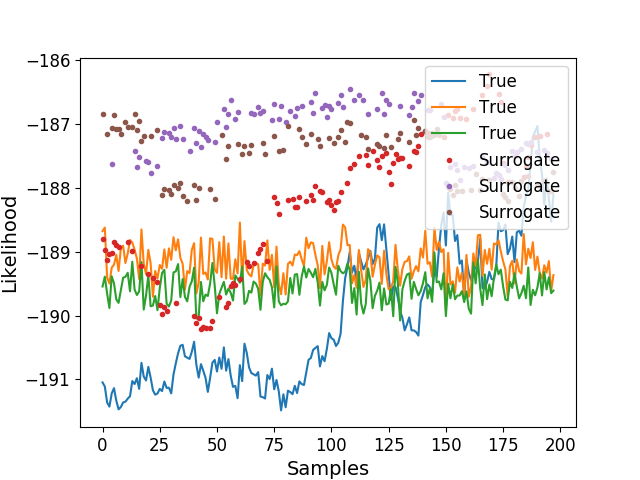 −186
−187
−188
−189
−190
−191
Likelihood
0
25
50
75
100
125
150
175
200
Samples
True
True
True
Surrogate
Surrogate
Surrogate